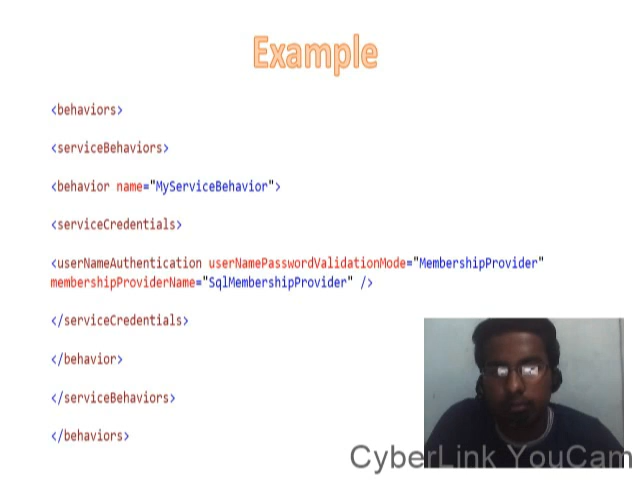 Example
<behaviors>
<serviceBehaviors>
<behavior name="MyServiceBehavior">
<serviceCredentials>
<userNameAuthentication userNamePasswordValidationMode="MembershipProvider"
membershipProviderName="SqlMembershipProvider" />
</serviceCredentials>
</behavior>
</serviceBehaviors>
</behaviors>
CyberLink YouCam